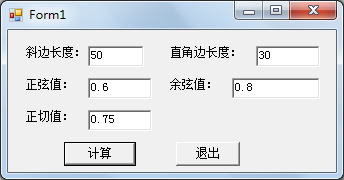 Form1
斜边长度： 50 直角边长度： 30
正弦值： 0.6 余弦值： 0.8
正切值： 0.75
计算 退出